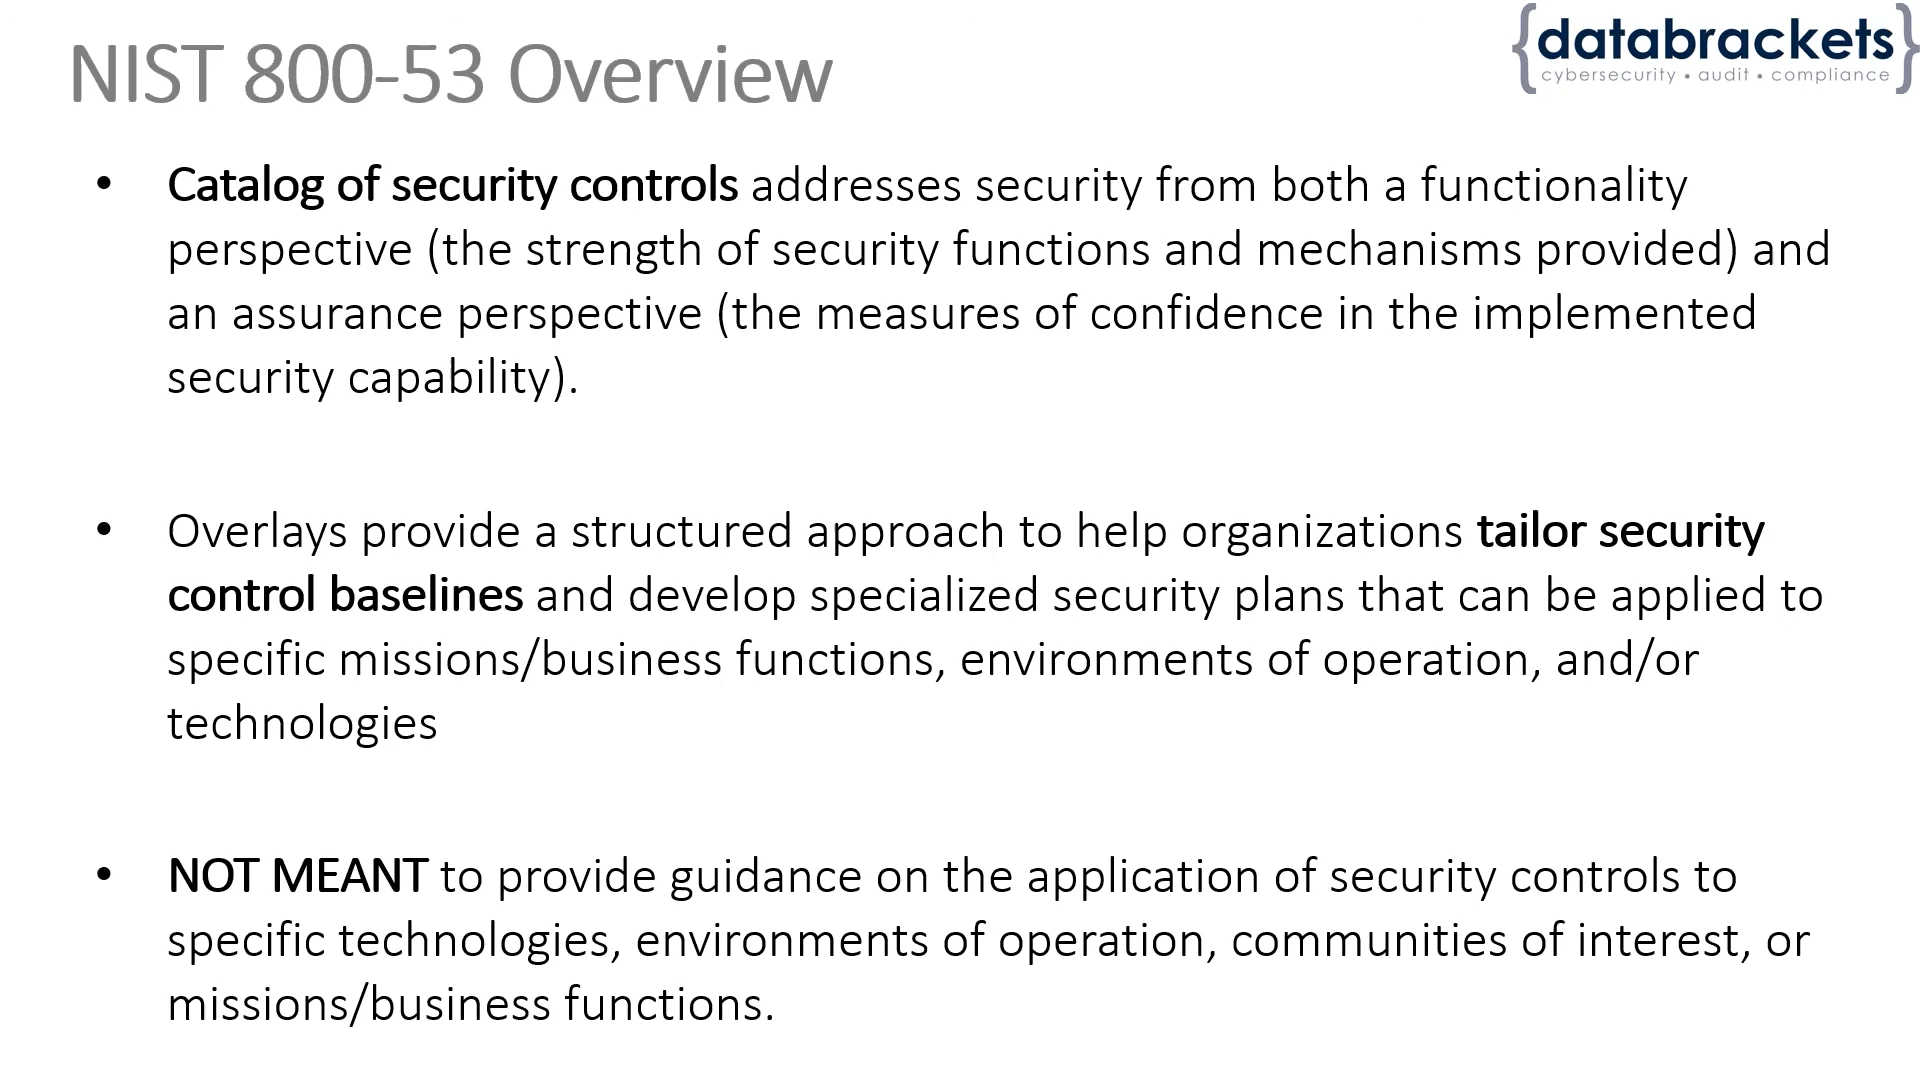 NIST 800-53 Overview
{databrackets}
cybersecurity • audit • compliance
• Catalog of security controls addresses security from both a functionality
perspective (the strength of security functions and mechanisms provided) and
an assurance perspective (the measures of confidence in the implemented
security capability).
• Overlays provide a structured approach to help organizations tailor security
control baselines and develop specialized security plans that can be applied to
specific missions/business functions, environments of operation, and/or
technologies
• NOT MEANT to provide guidance on the application of security controls to
specific technologies, environments of operation, communities of interest, or
missions/business functions.